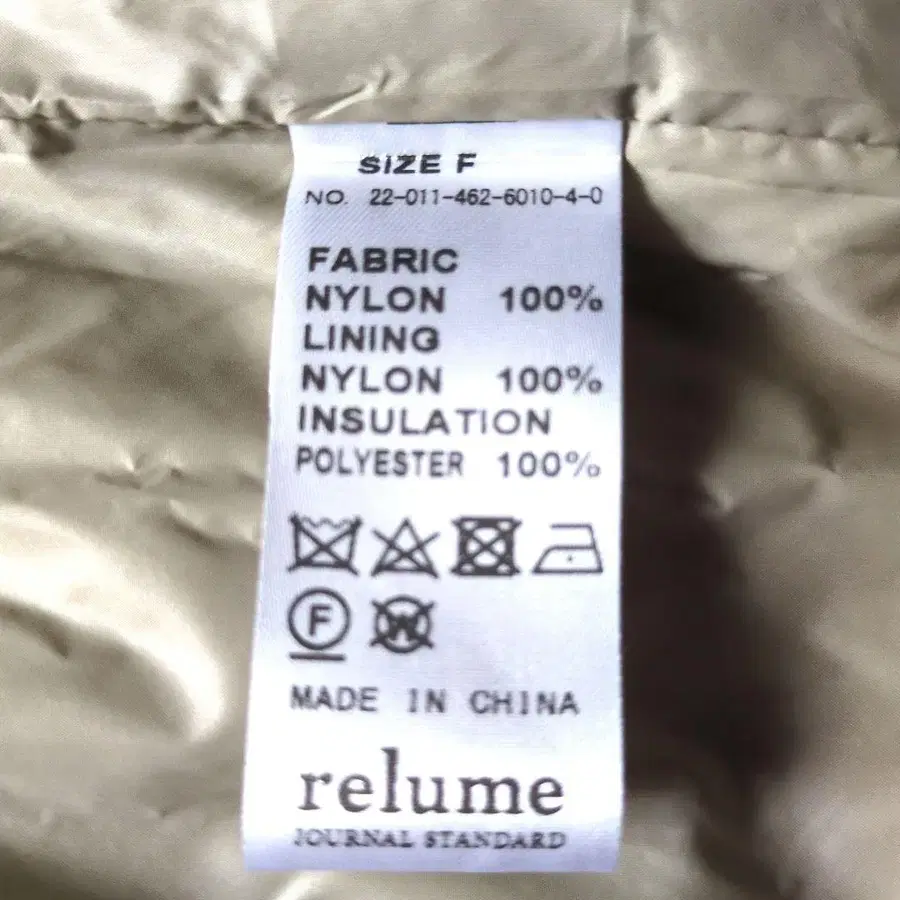 SIZE F
NO. 22-011-462-6010-4-0
FABRIC
NYLON 100%
LINING
NYLON 100%
INSULATION
POLYESTER 100%
F W
MADE IN CHINA
relume
JOURNAL STANDARD